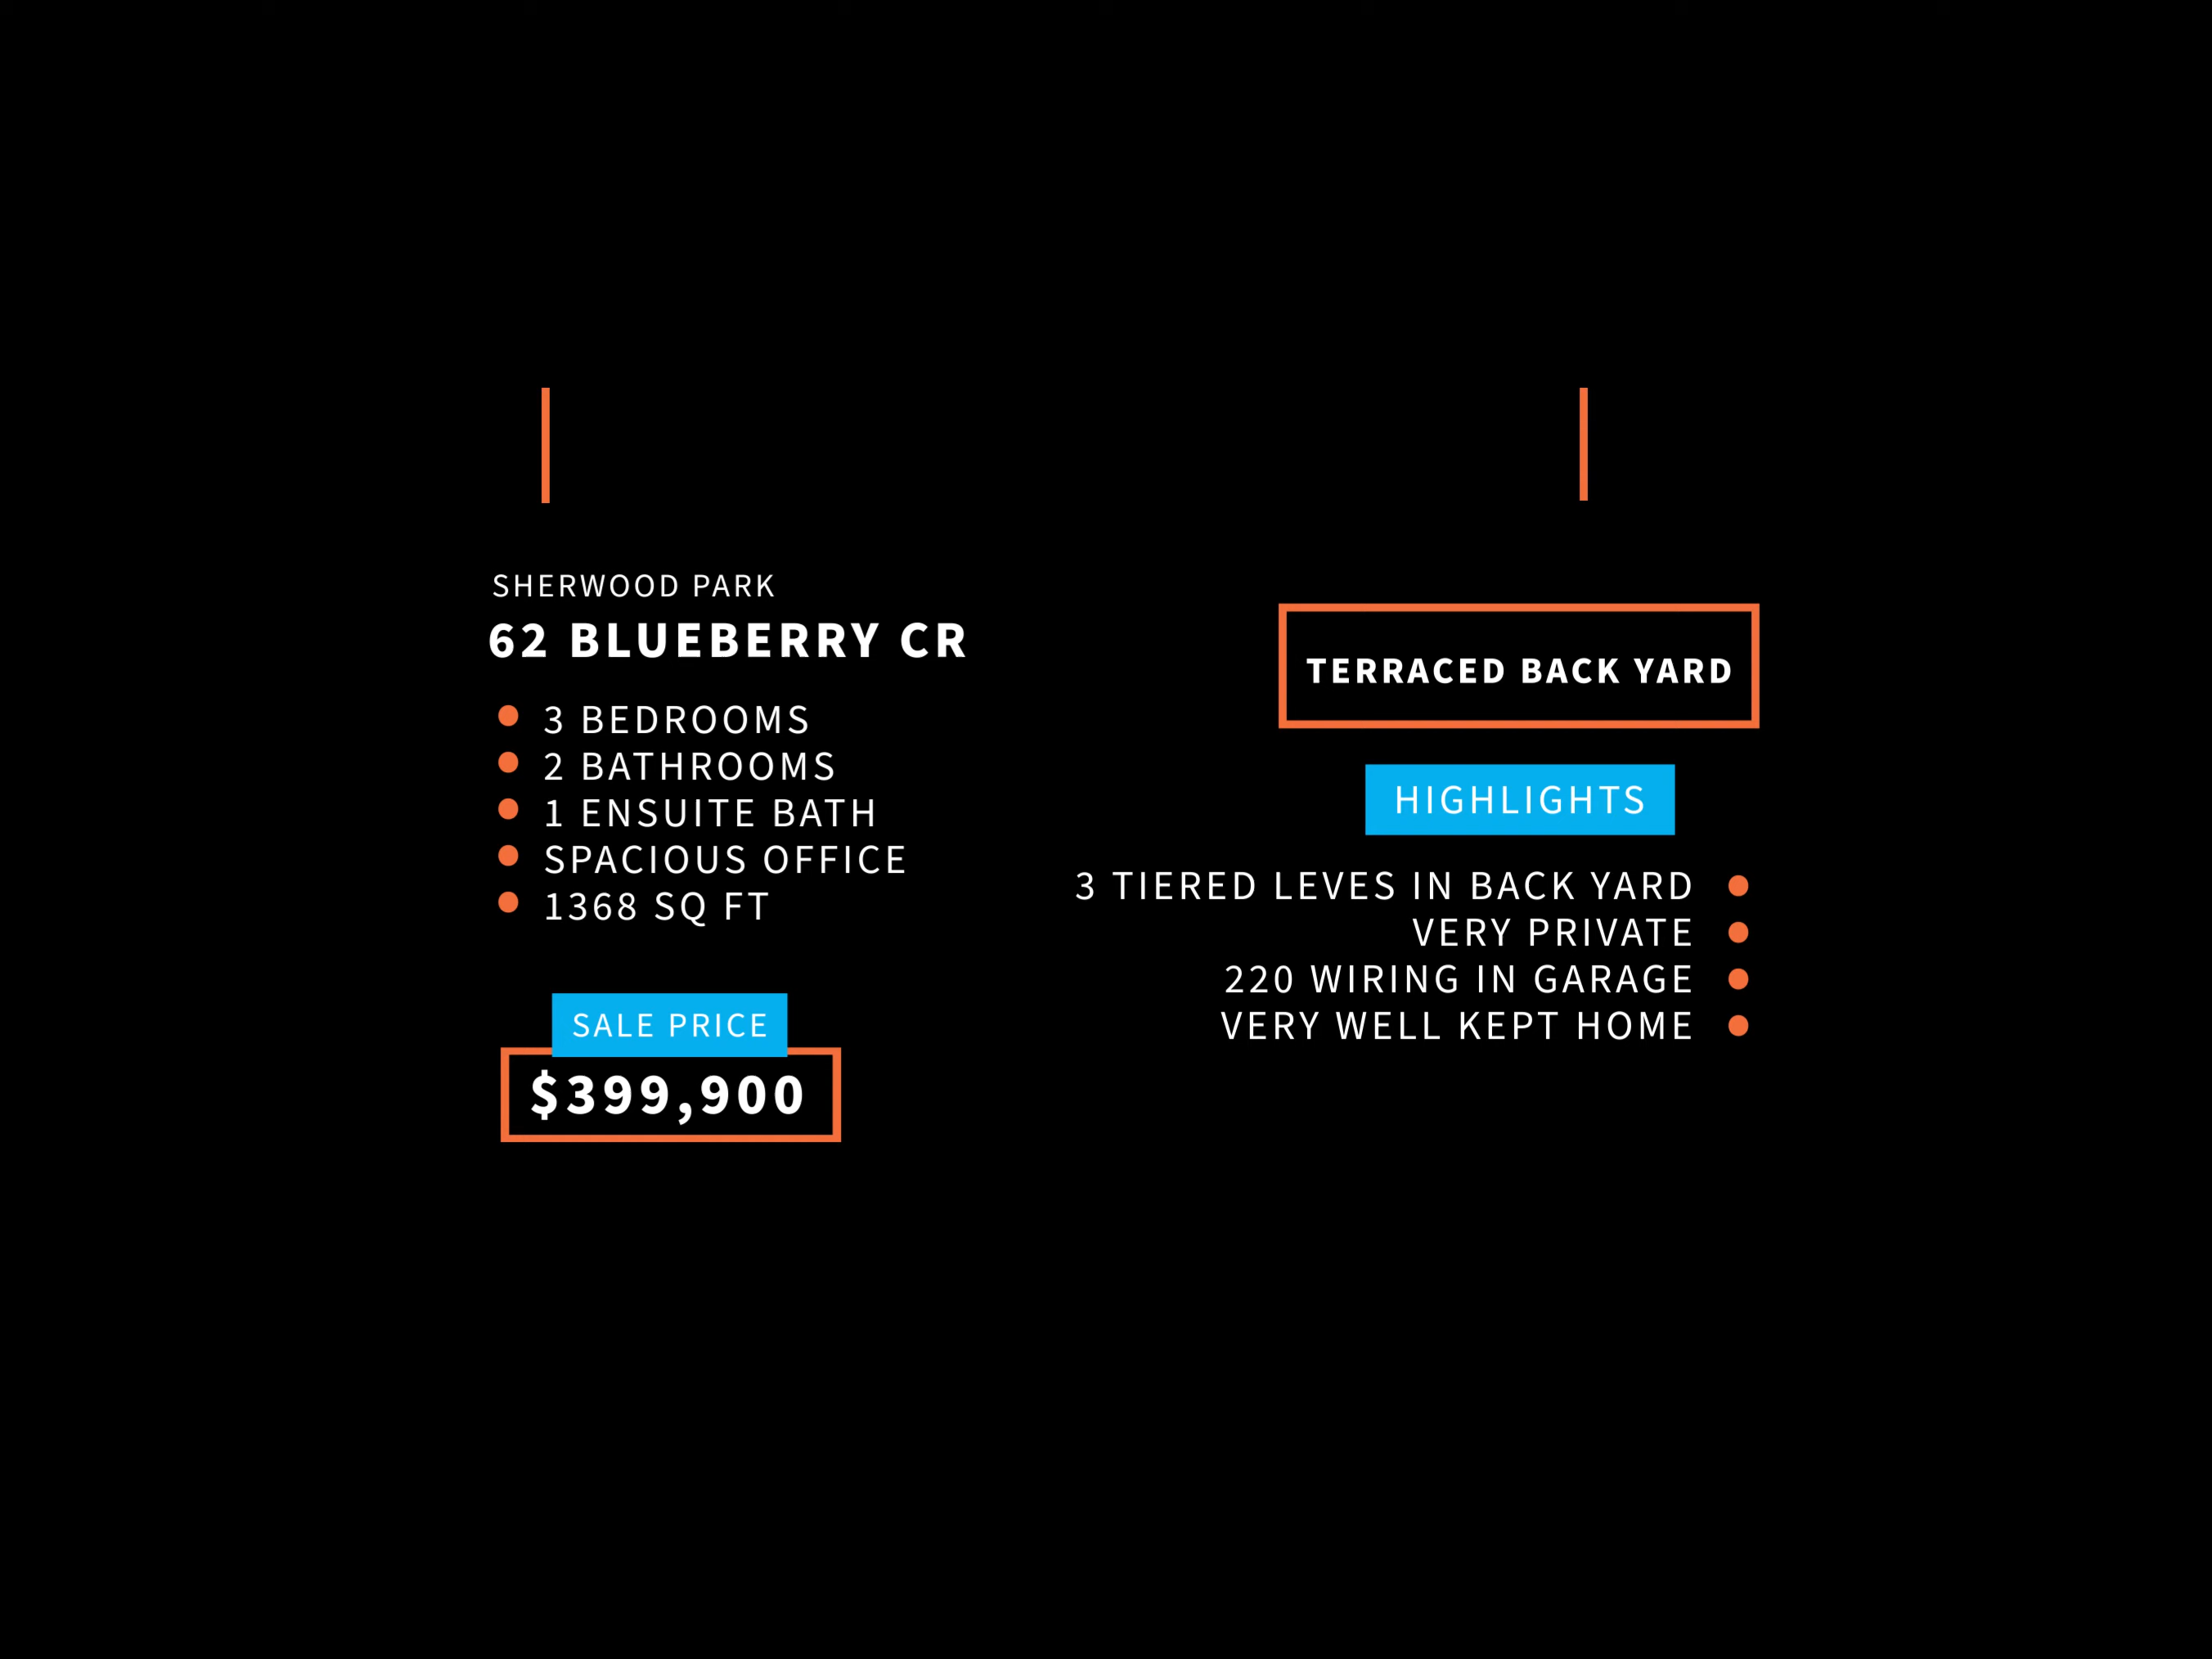 SHERWOOD PARK
62 BLUEBERRY CR
3 BEDROOMS
2 BATHROOMS
1 ENSUITE BATH
SPACIOUS OFFICE
1368 SQ FT
SALE PRICE
$399,900
TERRACED BACK YARD
HIGHLIGHTS
3 TIERED LEVES IN BACK YARD
VERY PRIVATE
220 WIRING IN GARAGE
VERY WELL KEPT HOME